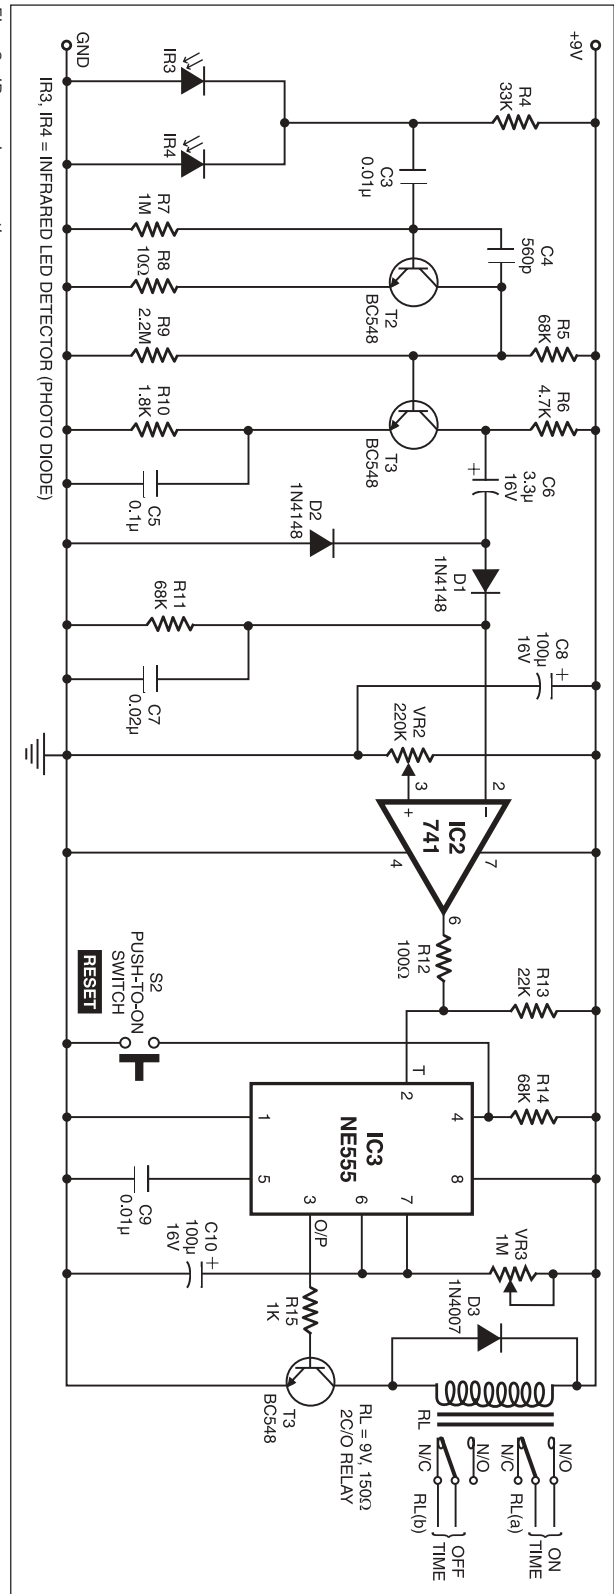 +9V
GND
IR3
IR4
IR3, IR4 = INFRARED LED DETECTOR (PHOTO DIODE)
R4
33K
C3
0.01µ
R7
1M
R8
10Ω
C4
560p
T2
BC548
R5
68K
R9
2.2M
R6
4.7K
R10
1.8K
T3
BC548
C5
0.1µ
C6
3.3µ
16V
+
D2
1N4148
D1
1N4148
R11
68K
C7
0.02µ
C8
100µ
16V
+
VR2
220K
2
3
−
+
IC2
741
7
4
6
R12
100Ω
R13
22K
S2
PUSH-TO-ON
SWITCH
RESET
R14
68K
T
2
4
8
1
5
IC3
NE555
3
6
7
O/P
C9
0.01µ
C10
100µ
16V
+
VR3
1M
R15
1K
D3
1N4007
T3
BC548
RL
RL = 9V, 150Ω
2C/O RELAY
N/O
N/C
RL(a)
ON
TIME
N/O
N/C
RL(b)
OFF
TIME